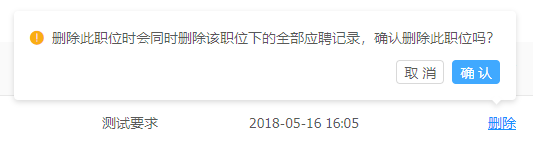 删除此职位时会同时删除该职位下的全部应聘记录，确认删除此职位吗?
取 消 确 认
测试要求 2018-05-16 16:05 删除